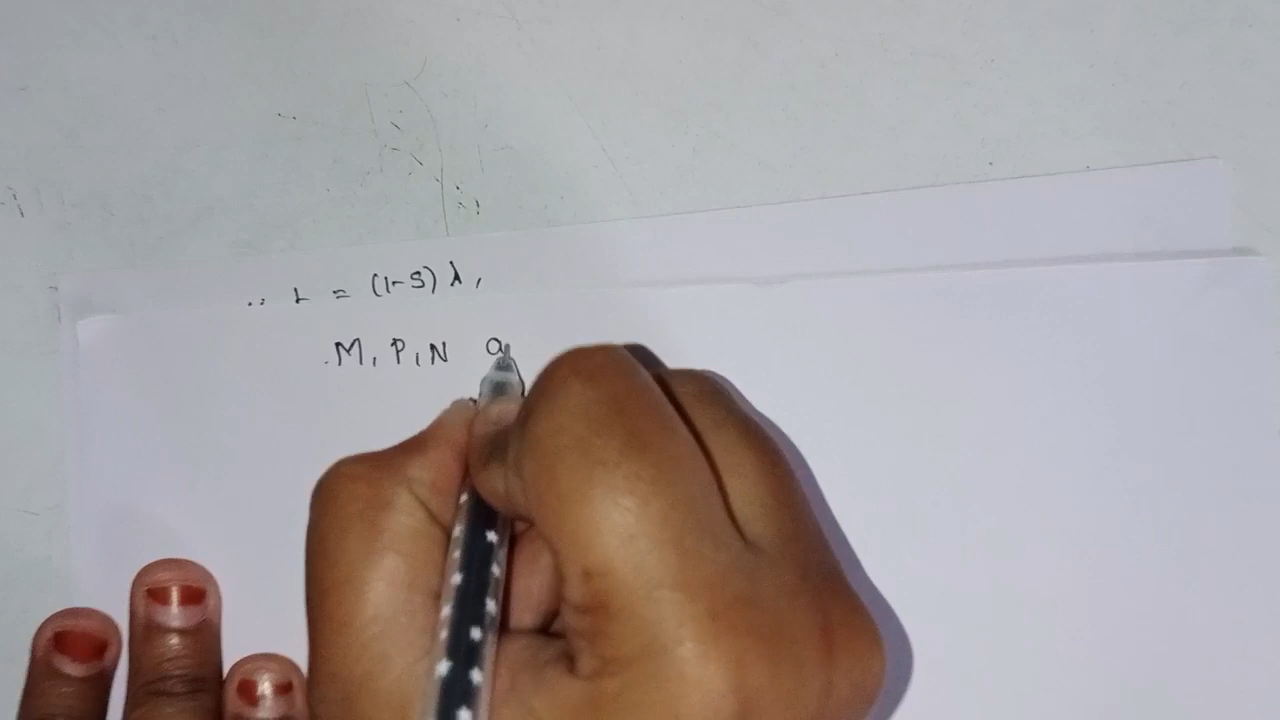 ∴ L = (1-S) λ,
M, P, N a